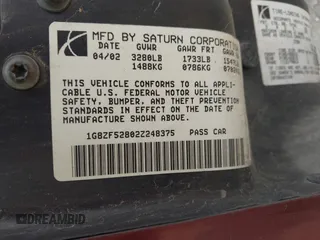 MFD BY SATURN CORPORATION
DATE GVWR GAWR FRT GAWR
04/02 3280LB 1733LB
1488KG 0786KG
THIS VEHICLE CONFORMS TO ALL APPLI-
CABLE U.S. FEDERAL MOTOR VEHICLE
SAFETY, BUMPER, AND THEFT PREVENTION
STANDARDS IN EFFECT ON THE DATE OF
MANUFACTURE SHOWN ABOVE.
1G8ZF52802Z248375 PASS CAR
DREAMBID